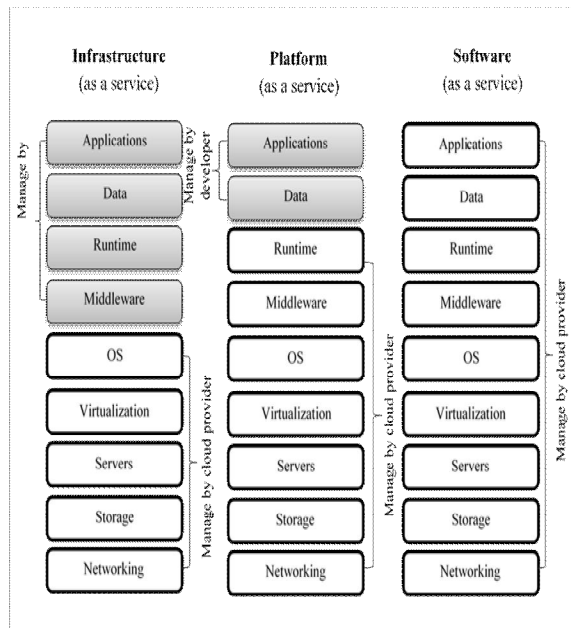 Infrastructure
(as a service)
Manage by
Applications
Data
Runtime
Middleware
OS
Virtualization
Servers
Storage
Networking
Manage by cloud provider
Platform
(as a service)
Manage by
developer
Applications
Data
Runtime
Middleware
OS
Virtualization
Servers
Storage
Networking
Manage by cloud provider
Software
(as a service)
Applications
Data
Runtime
Middleware
OS
Virtualization
Servers
Storage
Networking
Manage by cloud provider